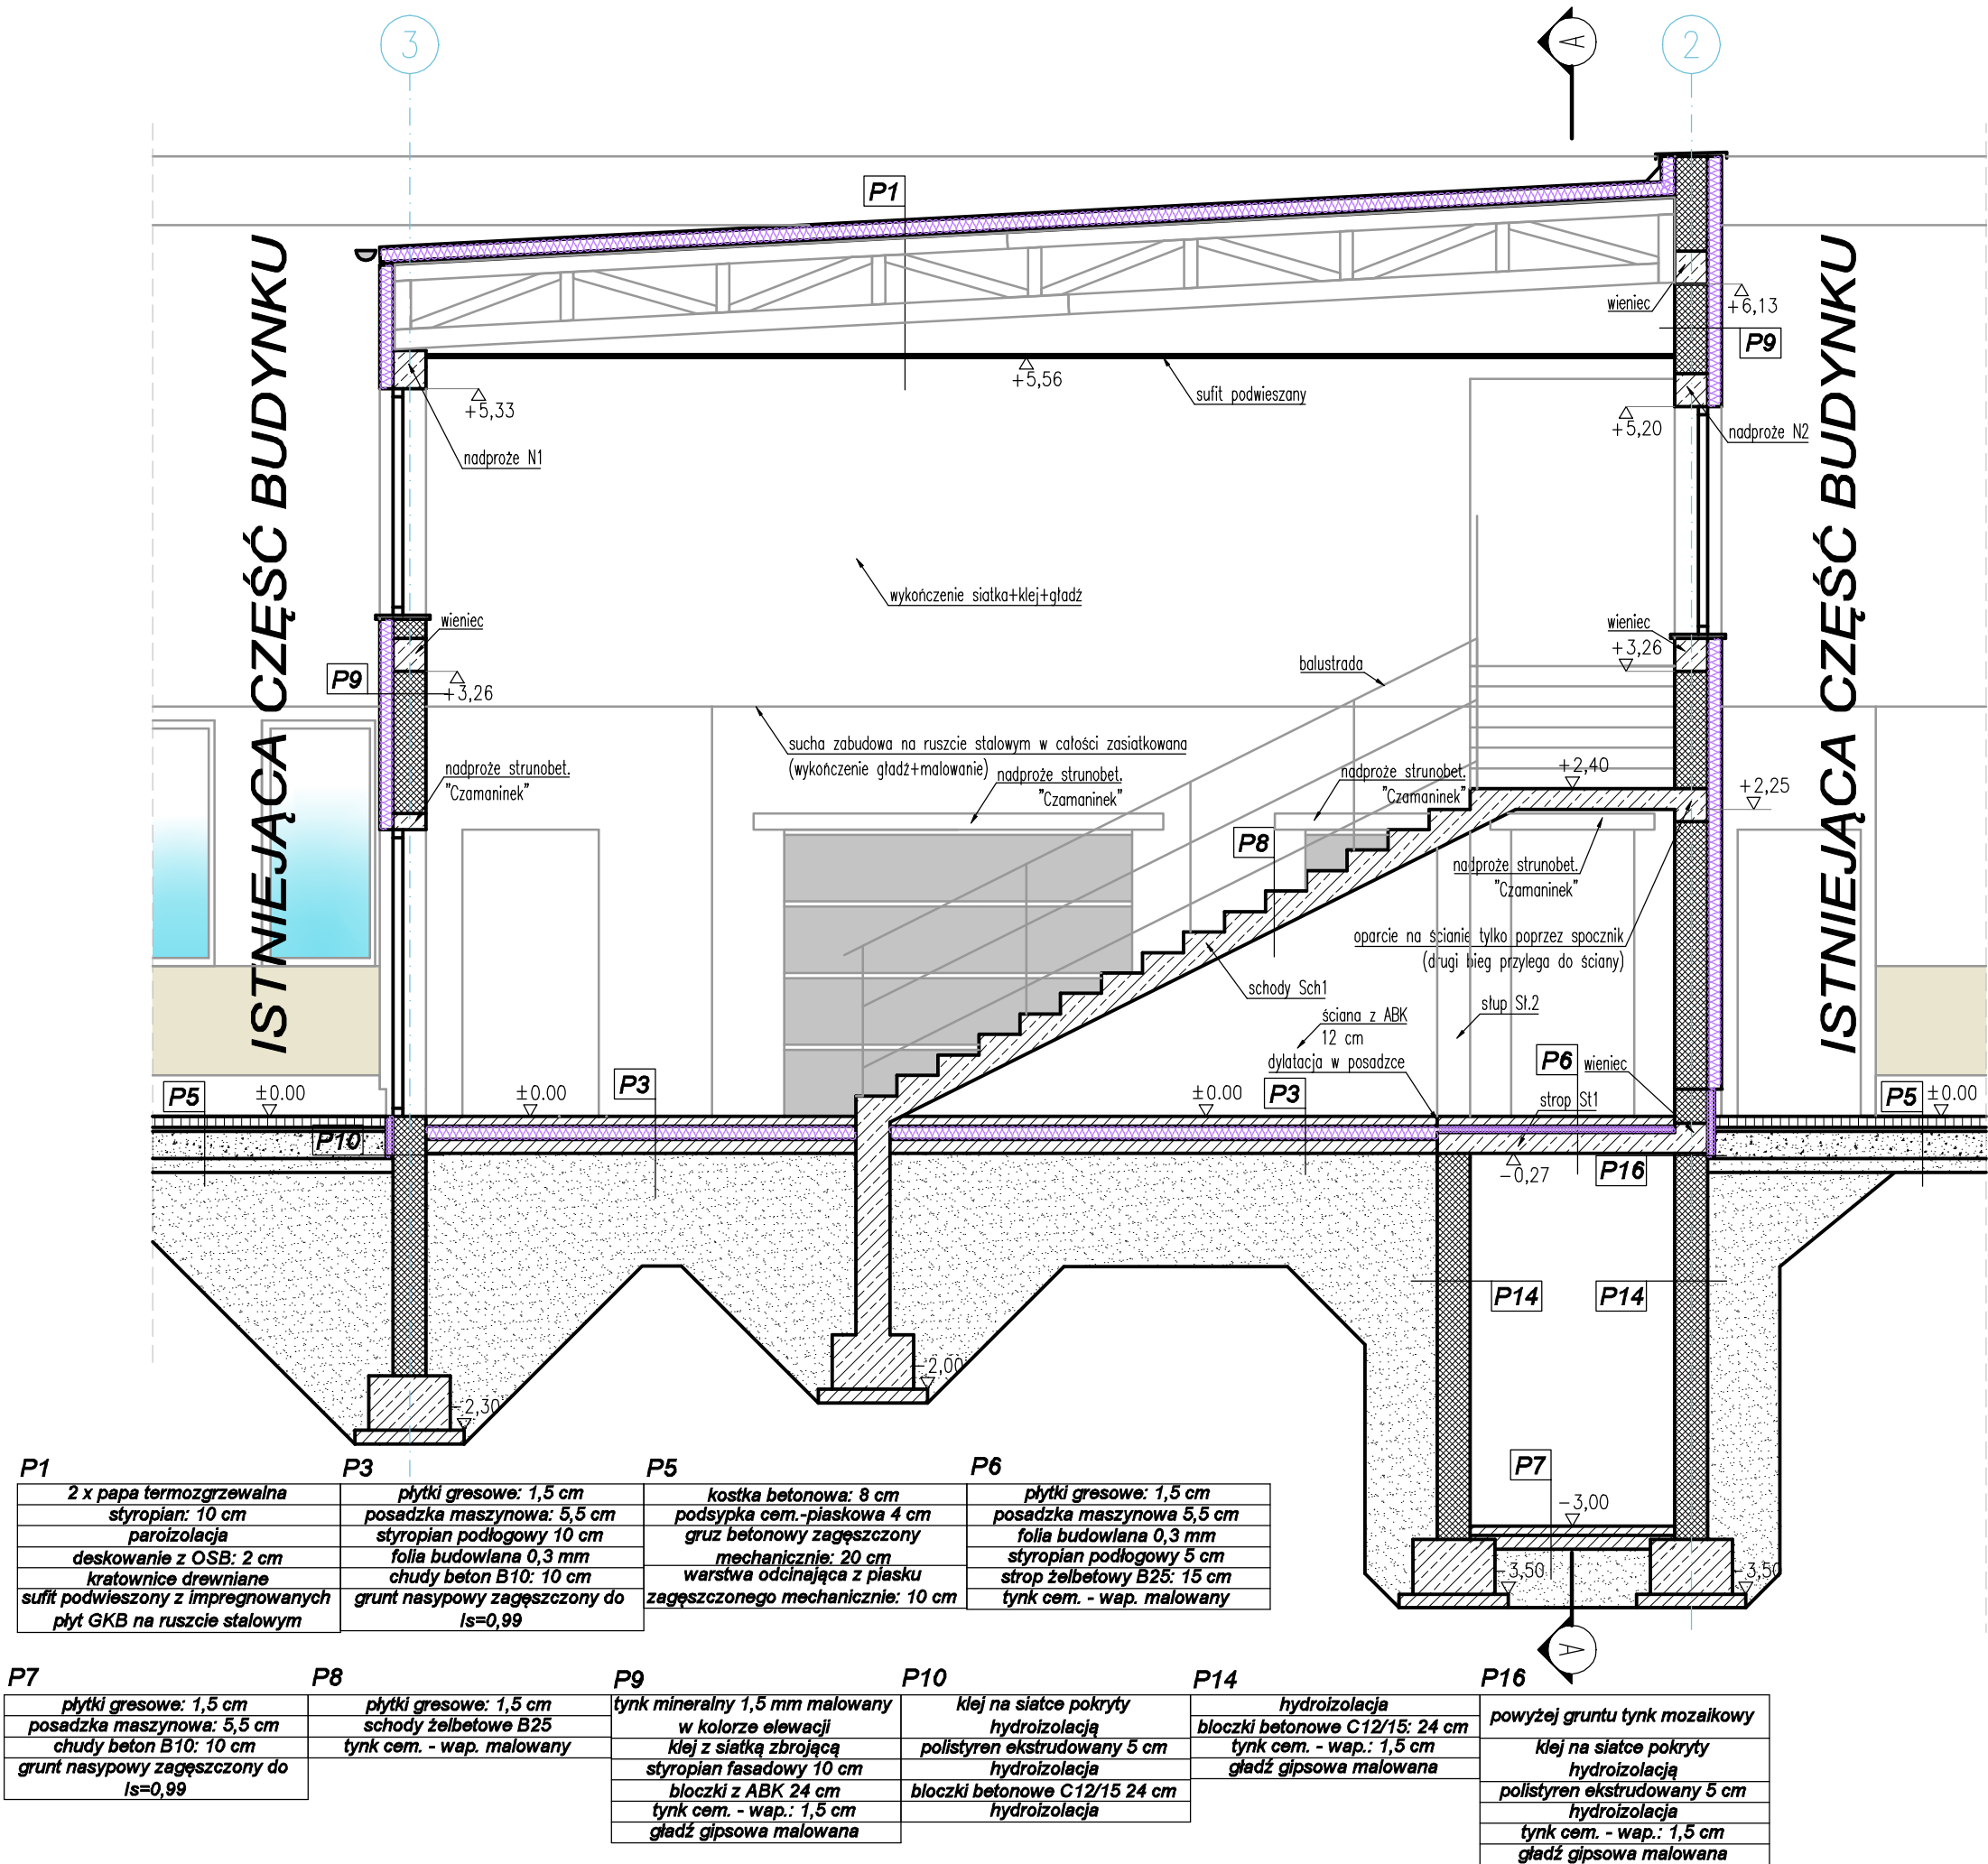 3
A
2
P1
ISTNIEJĄCA CZĘŚĆ BUDYNKU
ISTNIEJĄCA CZĘŚĆ BUDYNKU
wieniec
+6,13
P9
+5,56
sufit podwieszany
+5,33
+5,20
nadproże N2
nadproże N1
wykończenie siatka+klej+gładź
wieniec
wieniec
+3,26
balustrada
P9
+3,26
sucha zabudowa na ruszcie stalowym w całości zasiatkowana
(wykończenie gładź+malowanie)
nadproże strunobet.
"Czamaninek"
nadproże strunobet.
"Czamaninek"
nadproże strunobet.
"Czamaninek"
+2,40
+2,25
P8
nadproże strunobet.
"Czamaninek"
oparcie na ścianie tylko poprzez spocznik
(drugi bieg przylega do ściany)
schody Sch1
słup Sł.2
ściana z ABK
12 cm
dylatacja w posadzce
P6
wieniec
P5
±0.00
±0.00
P3
±0.00
P3
strop St1
P5
±0.00
P10
-0,27
P16
P14
P14
-2,00
-2,30
P7
-3,00
-3,50
-3,50
A
P1
2 x papa termozgrzewalna
styropian: 10 cm
paroizolacja
deskowanie z OSB: 2 cm
kratownice drewniane
sufit podwieszony z impregnowanych
płyt GKB na ruszcie stalowym
P3
płytki gresowe: 1,5 cm
posadzka maszynowa: 5,5 cm
styropian podłogowy 10 cm
folia budowlana 0,3 mm
chudy beton B10: 10 cm
grunt nasypowy zagęszczony do
Is=0,99
P5
kostka betonowa: 8 cm
podsypka cem.-piaskowa 4 cm
gruz betonowy zagęszczony
mechanicznie: 20 cm
warstwa odcinająca z piasku
zagęszczonego mechanicznie: 10 cm
P6
płytki gresowe: 1,5 cm
posadzka maszynowa 5,5 cm
folia budowlana 0,3 mm
styropian podłogowy 5 cm
strop żelbetowy B25: 15 cm
tynk cem. - wap. malowany
P7
płytki gresowe: 1,5 cm
posadzka maszynowa: 5,5 cm
chudy beton B10: 10 cm
grunt nasypowy zagęszczony do
Is=0,99
P8
płytki gresowe: 1,5 cm
schody żelbetowe B25
tynk cem. - wap. malowany
P9
tynk mineralny 1,5 mm malowany
w kolorze elewacji
klej z siatką zbrojącą
styropian fasadowy 10 cm
bloczki z ABK 24 cm
tynk cem. - wap.: 1,5 cm
gładź gipsowa malowana
P10
klej na siatce pokryty
hydroizolacją
polistyren ekstrudowany 5 cm
hydroizolacja
bloczki betonowe C12/15 24 cm
hydroizolacja
P14
hydroizolacja
bloczki betonowe C12/15: 24 cm
tynk cem. - wap.: 1,5 cm
gładź gipsowa malowana
P16
powyżej gruntu tynk mozaikowy
klej na siatce pokryty
hydroizolacją
polistyren ekstrudowany 5 cm
hydroizolacja
tynk cem. - wap.: 1,5 cm
gładź gipsowa malowana